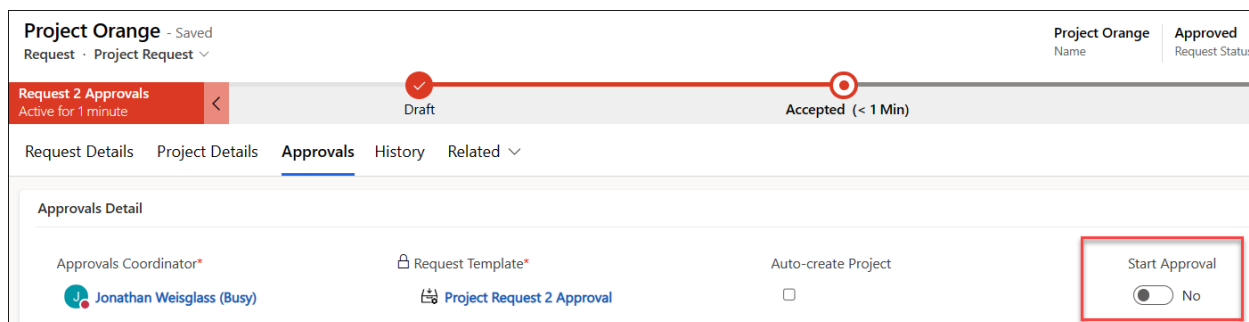 Project Orange - Saved
Request · Project Request
Project Orange
Name
Approved
Request Status
Request 2 Approvals
Active for 1 minute
Draft
Accepted (< 1 Min)
Request Details Project Details Approvals History Related
Approvals Detail
Approvals Coordinator*
Request Template*
Auto-create Project
Start Approval
J
Jonathan Weisglass (Busy)
Project Request 2 Approval
No